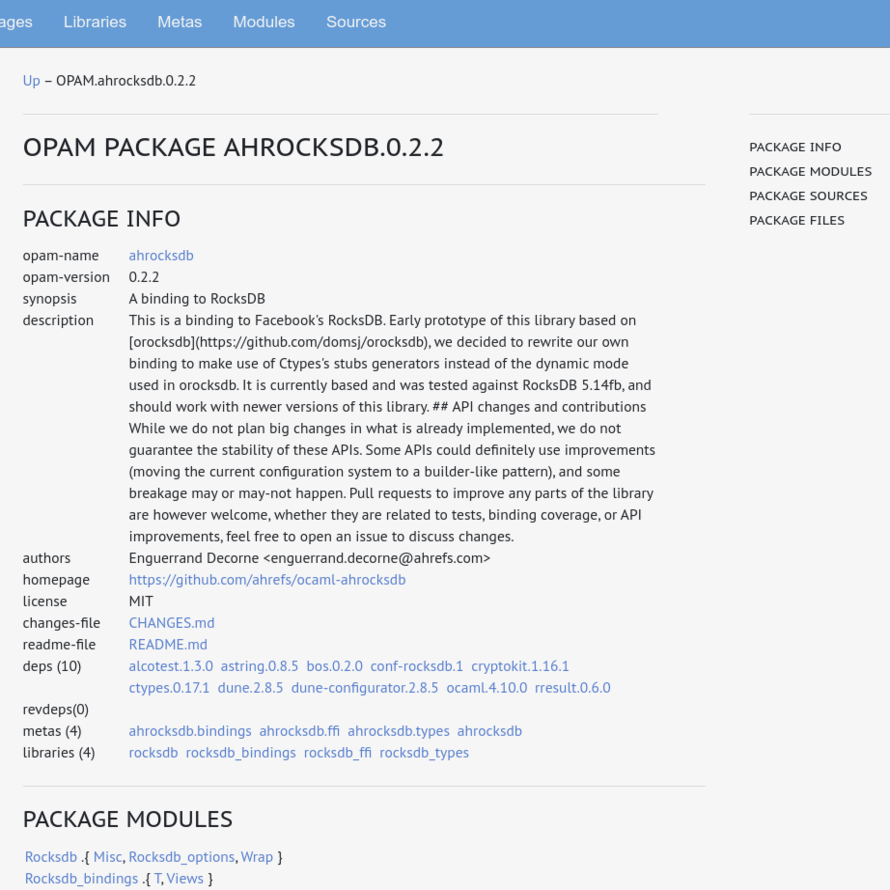 ages Libraries Metas Modules Sources
Up – OPAM.ahrocksdb.0.2.2
OPAM PACKAGE AHROCKSDB.0.2.2
PACKAGE INFO
PACKAGE MODULES
PACKAGE SOURCES
PACKAGE FILES
PACKAGE INFO
opam-name ahrocksdb
opam-version 0.2.2
synopsis A binding to RocksDB
description This is a binding to Facebook's RocksDB. Early prototype of this library based on
[orocksdb](https://github.com/domsj/orocksdb), we decided to rewrite our own
binding to make use of Ctypes's stubs generators instead of the dynamic mode
used in orocksdb. It is currently based and was tested against RocksDB 5.14fb, and
should work with newer versions of this library. ## API changes and contributions
While we do not plan big changes in what is already implemented, we do not
guarantee the stability of these APIs. Some APIs could definitely use improvements
(moving the current configuration system to a builder-like pattern), and some
breakage may or may-not happen. Pull requests to improve any parts of the library
are however welcome, whether they are related to tests, binding coverage, or API
improvements, feel free to open an issue to discuss changes.
authors Enguerrand Decorne <enguerrand.decorne@ahrefs.com>
homepage https://github.com/ahrefs/ocaml-ahrocksdb
license MIT
changes-file CHANGES.md
readme-file README.md
deps (10) alcotest.1.3.0 astring.0.8.5 bos.0.2.0 conf-rocksdb.1 cryptokit.1.16.1
ctypes.0.17.1 dune.2.8.5 dune-configurator.2.8.5 ocaml.4.10.0 rresult.0.6.0
revdeps(0)
metas (4) ahrocksdb.bindings ahrocksdb.ffi ahrocksdb.types ahrocksdb
libraries (4) rocksdb rocksdb_bindings rocksdb_ffi rocksdb_types
PACKAGE MODULES
Rocksdb .{ Misc, Rocksdb_options, Wrap }
Rocksdb_bindings .{ T, Views }